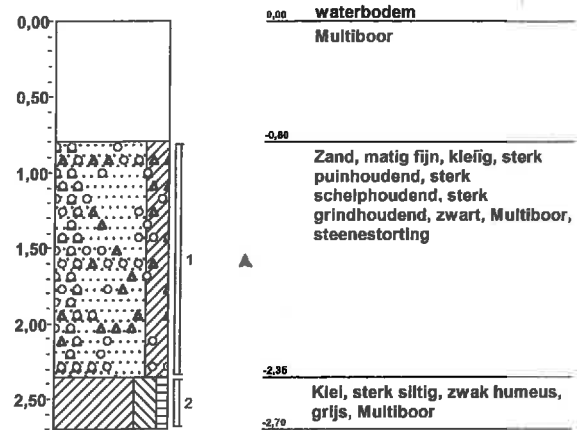 0,00
0,50
1,00
1,50
2,00
2,50
1
2
0,00 waterbodem
Multiboor
-0,80
Zand, matig fijn, kleiïg, sterk
puinhoudend, sterk
schelphoudend, sterk
grindhoudend, zwart, Multiboor,
steenestorting
-2,35
Klei, sterk siltig, zwak humeus,
grijs, Multiboor
-2,70